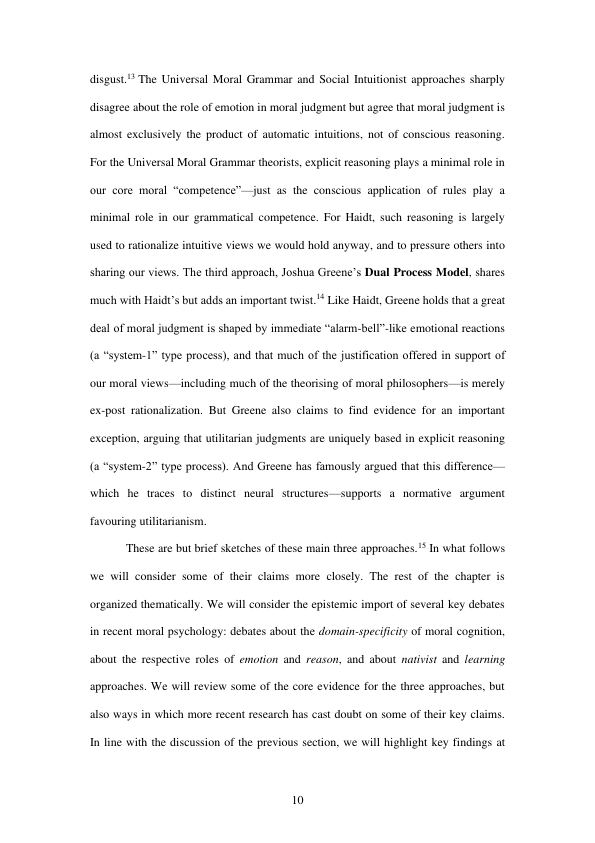 disgust.13 The Universal Moral Grammar and Social Intuitionist approaches sharply
disagree about the role of emotion in moral judgment but agree that moral judgment is
almost exclusively the product of automatic intuitions, not of conscious reasoning.
For the Universal Moral Grammar theorists, explicit reasoning plays a minimal role in
our core moral “competence”—just as the conscious application of rules play a
minimal role in our grammatical competence. For Haidt, such reasoning is largely
used to rationalize intuitive views we would hold anyway, and to pressure others into
sharing our views. The third approach, Joshua Greene’s Dual Process Model, shares
much with Haidt’s but adds an important twist.14 Like Haidt, Greene holds that a great
deal of moral judgment is shaped by immediate “alarm-bell”-like emotional reactions
(a “system-1” type process), and that much of the justification offered in support of
our moral views—including much of the theorising of moral philosophers—is merely
ex-post rationalization. But Greene also claims to find evidence for an important
exception, arguing that utilitarian judgments are uniquely based in explicit reasoning
(a “system-2” type process). And Greene has famously argued that this difference—
which he traces to distinct neural structures—supports a normative argument
favouring utilitarianism.
These are but brief sketches of these main three approaches.15 In what follows
we will consider some of their claims more closely. The rest of the chapter is
organized thematically. We will consider the epistemic import of several key debates
in recent moral psychology: debates about the domain-specificity of moral cognition,
about the respective roles of emotion and reason, and about nativist and learning
approaches. We will review some of the core evidence for the three approaches, but
also ways in which more recent research has cast doubt on some of their key claims.
In line with the discussion of the previous section, we will highlight key findings at
10